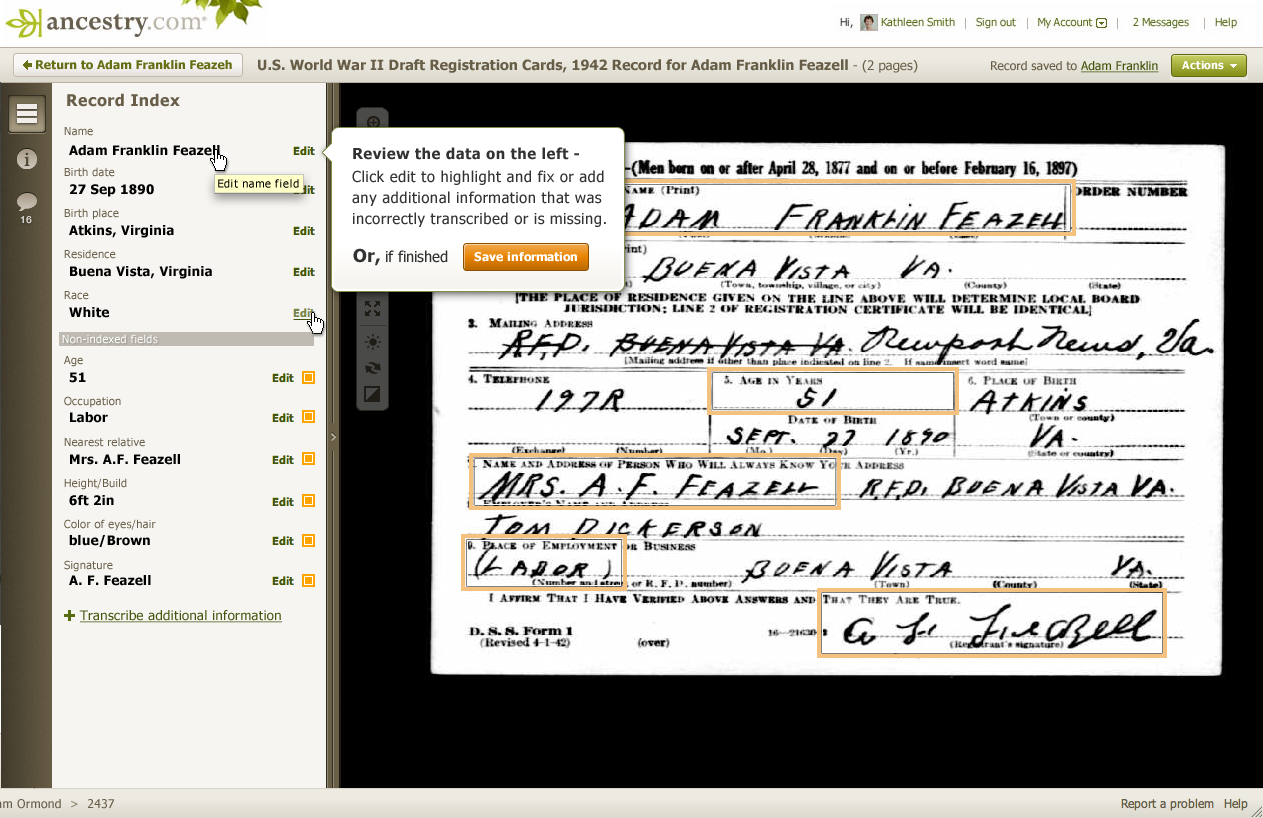 ancestry.com
Hi, Kathleen Smith | Sign out | My Account | 2 Messages | Help
Return to Adam Franklin Feazeh
U.S. World War II Draft Registration Cards, 1942 Record for Adam Franklin Feazell - (2 pages)
Record saved to Adam Franklin
Actions
Record Index
Name
Adam Franklin Feazell Edit
Edit name field
Birth date
27 Sep 1890
Birth place
Atkins, Virginia Edit
Residence
Buena Vista, Virginia Edit
Race
White Edit
Non-indexed fields
Age
51 Edit
Occupation
Labor Edit
Nearest relative
Mrs. A.F. Feazell Edit
Height/Build
6ft 2in Edit
Color of eyes/hair
blue/Brown Edit
Signature
A. F. Feazell Edit
+ Transcribe additional information
16
Review the data on the left -
Click edit to highlight and fix or add
any additional information that was
incorrectly transcribed or is missing.
Or, if finished Save information
(Men born on or after April 28, 1877 and on or before February 16, 1897)
NAME (Print) ORDER NUMBER
ADAM FRANKLIN FEAZELL
BUENA VISTA VA.
(Town, township, village, or city) (County) (State)
[THE PLACE OF RESIDENCE GIVEN ON THE LINE ABOVE WILL DETERMINE LOCAL BOARD
JURISDICTION; LINE 2 OF REGISTRATION CERTIFICATE WILL BE IDENTICAL]
3. MAILING ADDRESS
R.F.D. BUENA VISTA VA. Newport News, Va.
[Mailing address if other than place indicated on line 2. If same insert word same]
4. TELEPHONE 5. AGE IN YEARS 6. PLACE OF BIRTH
197R 51 ATKINS
(Town or county)
DATE OF BIRTH
SEPT. 27 1890 VA.
(Exchange) (Number) (Mo.) (Day) (Yr.) (State or country)
7. NAME AND ADDRESS OF PERSON WHO WILL ALWAYS KNOW YOUR ADDRESS
MRS. A. F. FEAZELL R.F.D. BUENA VISTA VA.
EMPLOYER'S NAME AND ADDRESS
TOM DICKERSON
9. PLACE OF EMPLOYMENT OR BUSINESS
(LABOR) BUENA VISTA VA.
(Number and street or R. F. D. number) (Town) (County) (State)
I AFFIRM THAT I HAVE VERIFIED ABOVE ANSWERS AND THAT THEY ARE TRUE.
A F Feazell
D. S. S. Form 1 16—21630
(Revised 4-1-42) (over) (Registrant's signature)
am Ormond > 2437
Report a problem Help